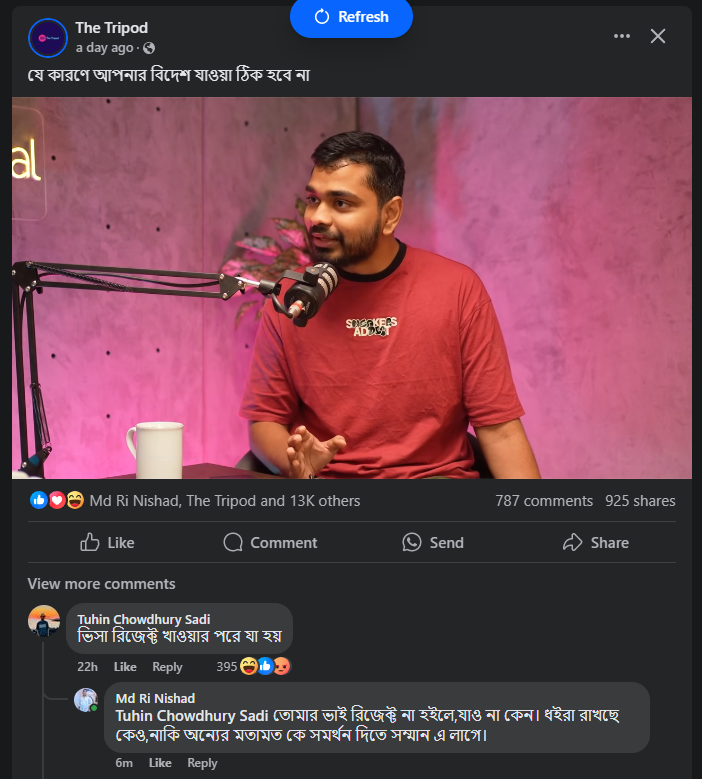 Refresh
The Tripod
a day ago
যে কারণে আপনার বিদেশ যাওয়া ঠিক হবে না
al
SNEAKERS
ADDICT
Md Ri Nishad, The Tripod and 13K others
787 comments 925 shares
Like Comment Send Share
View more comments
Tuhin Chowdhury Sadi
ভিসা রিজেক্ট খাওয়ার পরে যা হয়
22h Like Reply 395
Md Ri Nishad
Tuhin Chowdhury Sadi তোমার ভাই রিজেক্ট না হইলে,যাও না কেন। ধইরা রাখছে
কেও,নাকি অন্যের মতামত কে সমর্থন দিতে সম্মান এ লাগে।
6m Like Reply